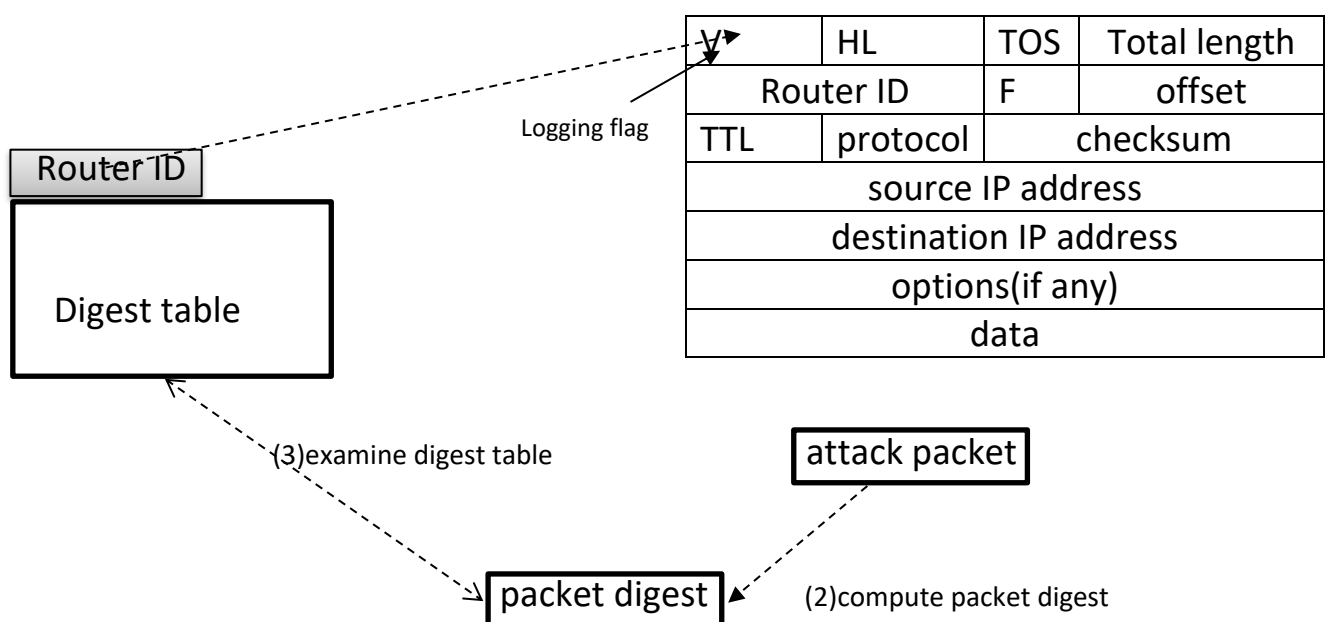 V HL TOS Total length
Router ID F offset
Logging flag
TTL protocol checksum
Router ID
source IP address
destination IP address
options(if any)
Digest table
data
(3)examine digest table
attack packet
packet digest
(2)compute packet digest